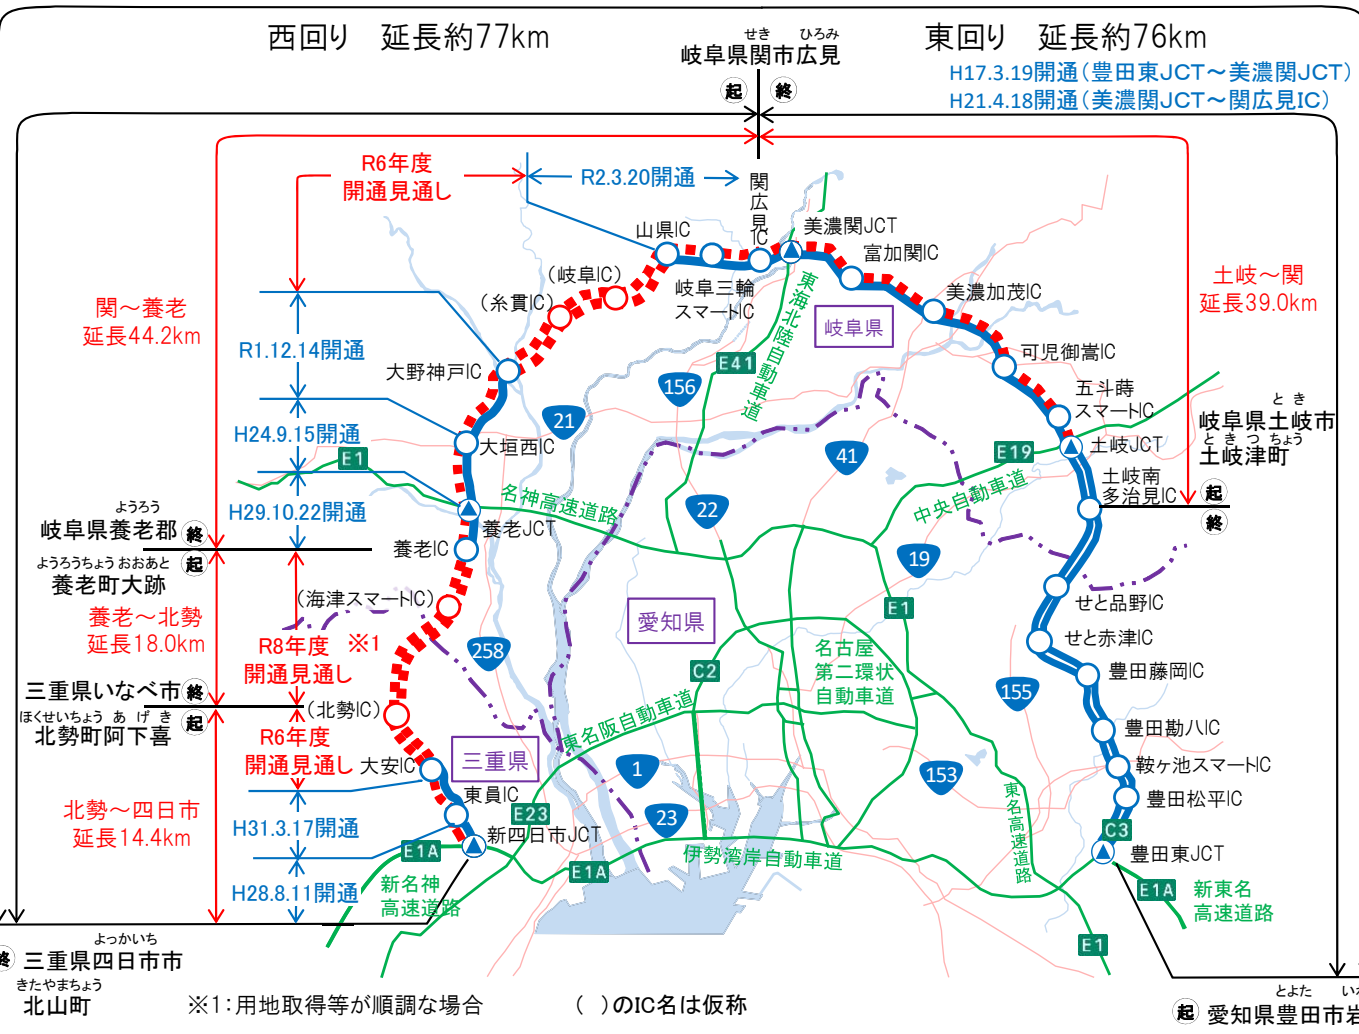 西回り　延長約77km
せき　ひろみ
岐阜県関市広見
起
終
東回り　延長約76km
H17.3.19開通（豊田東JCT～美濃関JCT）
H21.4.18開通（美濃関JCT～関広見IC）
R6年度
開通見通し
R2.3.20開通
関広見IC
山県IC
美濃関JCT
富加関IC
（岐阜IC）
岐阜三輪
スマートIC
（糸貫IC）
美濃加茂IC
東海北陸自動車道
岐阜県
土岐～関
延長39.0km
関～養老
延長44.2km
R1.12.14開通
大野神戸IC
E41
156
可児御嵩IC
五斗蒔
スマートIC
とき
岐阜県土岐市
ときつちょう
土岐津町
H24.9.15開通
大垣西IC
21
41
E19
土岐JCT
E1
名神高速道路
中央自動車道
土岐南
多治見IC
起
終
H29.10.22開通
養老JCT
22
ようろう
岐阜県養老郡
終
養老IC
ようろうちょう おおあと
養老町大跡
起
19
養老～北勢
延長18.0km
（海津スマートIC）
愛知県
E1
せと品野IC
R8年度　※1
開通見通し
258
名古屋
第二環状
自動車道
C2
せと赤津IC
豊田藤岡IC
三重県いなべ市
終
（北勢IC）
155
ほくせいちょう あげき
北勢町阿下喜
起
東名阪自動車道
豊田勘八IC
R6年度
開通見通し
大安IC
三重県
1
153
鞍ヶ池スマートIC
東員IC
東名高速道路
豊田松平IC
北勢～四日市
延長14.4km
H31.3.17開通
E23
23
新四日市JCT
C3
E1A
伊勢湾岸自動車道
豊田東JCT
E1A
H28.8.11開通
新名神
高速道路
E1A
新東名
高速道路
E1
よっかいち
終
三重県四日市市
きたやまちょう
北山町
※1：用地取得等が順調な場合
（　）のIC名は仮称
とよた
起
愛知県豊田市岩